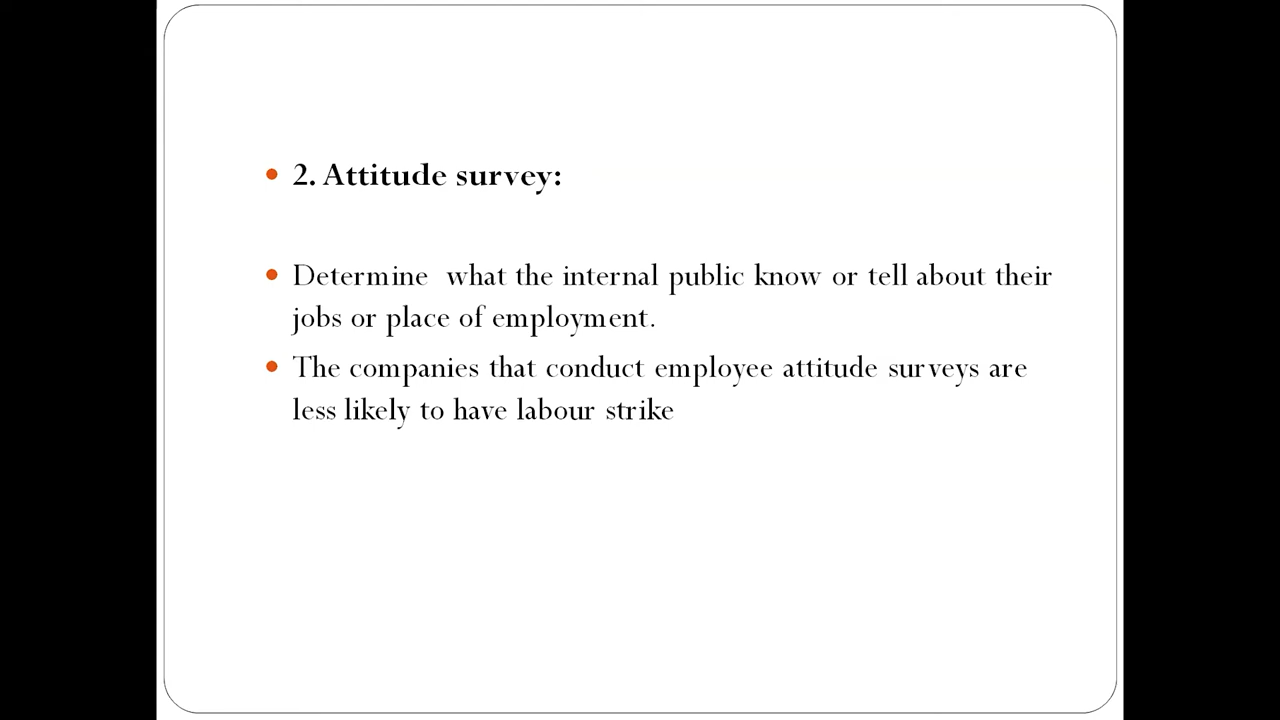 • 2. Attitude survey:
• Determine  what the internal public know or tell about their
jobs or place of employment.
• The companies that conduct employee attitude surveys are
less likely to have labour strike